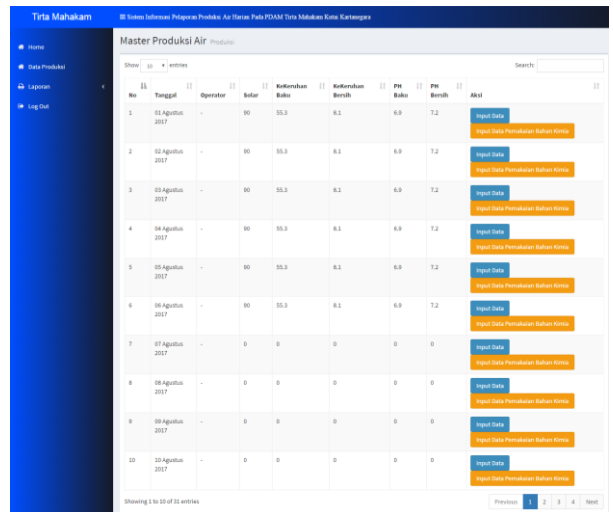 Tirta Mahakam
Sistem Informasi Pelaporan Produksi Air Harian Pada PDAM Tirta Mahakam Kutai Kartanegara
Home
Data Produksi
Laporan
Log Out
Master Produksi Air Produksi
Show 10 entries
Search:
No Tanggal Operator Solar KeKeruhan Baku KeKeruhan Bersih PH Baku PH Bersih Aksi
1 01 Agustus 2017 - 90 55.3 8.1 6.9 7.2 Input Data
Input Data Pemakaian Bahan Kimia
2 02 Agustus 2017 - 90 55.3 8.1 6.9 7.2 Input Data
Input Data Pemakaian Bahan Kimia
3 03 Agustus 2017 - 90 55.3 8.1 6.9 7.2 Input Data
Input Data Pemakaian Bahan Kimia
4 04 Agustus 2017 - 90 55.3 8.1 6.9 7.2 Input Data
Input Data Pemakaian Bahan Kimia
5 05 Agustus 2017 - 90 55.3 8.1 6.9 7.2 Input Data
Input Data Pemakaian Bahan Kimia
6 06 Agustus 2017 - 90 55.3 8.1 6.9 7.2 Input Data
Input Data Pemakaian Bahan Kimia
7 07 Agustus 2017 - 0 0 0 0 0 Input Data
Input Data Pemakaian Bahan Kimia
8 08 Agustus 2017 - 0 0 0 0 0 Input Data
Input Data Pemakaian Bahan Kimia
9 09 Agustus 2017 - 0 0 0 0 0 Input Data
Input Data Pemakaian Bahan Kimia
10 10 Agustus 2017 - 0 0 0 0 0 Input Data
Input Data Pemakaian Bahan Kimia
Showing 1 to 10 of 31 entries
Previous 1 2 3 4 Next